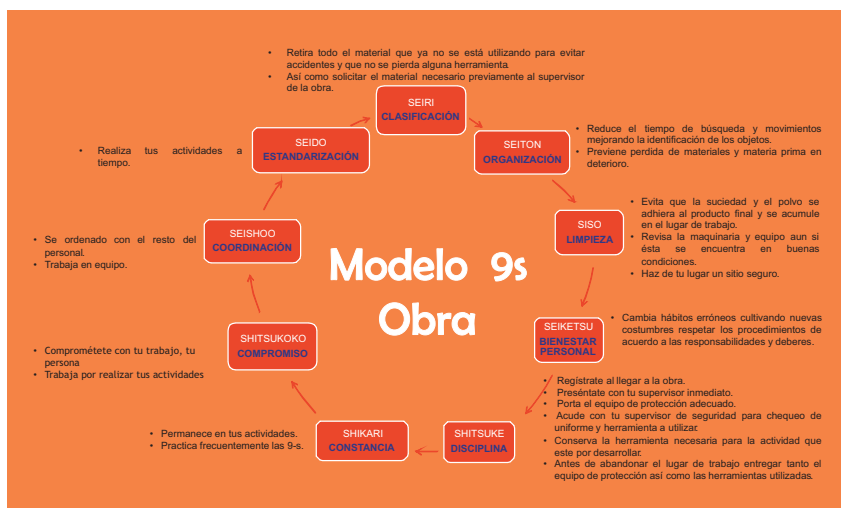 • Retira todo el material que ya no se está utilizando para evitar
accidentes y que no se pierda alguna herramienta.
• Así como solicitar el material necesario previamente al supervisor
de la obra.
SEIRI
CLASIFICACIÓN
SEITON
ORGANIZACIÓN
• Reduce el tiempo de búsqueda y movimientos
mejorando la identificación de los objetos.
• Previene perdida de materiales y materia prima en
deterioro.
SISO
LIMPIEZA
• Evita que la suciedad y el polvo se
adhiera al producto final y se acumule
en el lugar de trabajo.
• Revisa la maquinaria y equipo aun si
ésta se encuentra en buenas
condiciones.
• Haz de tu lugar un sitio seguro.
SEIKETSU
BIENESTAR
PERSONAL
• Cambia hábitos erróneos cultivando nuevas
costumbres respetar los procedimientos de
acuerdo a las responsabilidades y deberes.
SHITSUKE
DISCIPLINA
• Regístrate al llegar a la obra.
• Preséntate con tu supervisor inmediato.
• Porta el equipo de protección adecuado.
• Acude con tu supervisor de seguridad para chequeo de
uniforme y herramienta a utilizar.
• Conserva la herramienta necesaria para la actividad que
este por desarrollar.
• Antes de abandonar el lugar de trabajo entregar tanto el
equipo de protección así como las herramientas utilizadas.
SHIKARI
CONSTANCIA
• Permanece en tus actividades.
• Practica frecuentemente las 9-s.
SHITSUKOKO
COMPROMISO
• Comprométete con tu trabajo, tu
persona
• Trabaja por realizar tus actividades
SEISHOO
COORDINACIÓN
• Se ordenado con el resto del
personal.
• Trabaja en equipo.
SEIDO
ESTANDARIZACIÓN
• Realiza tus actividades a
tiempo.
Modelo 9s
Obra